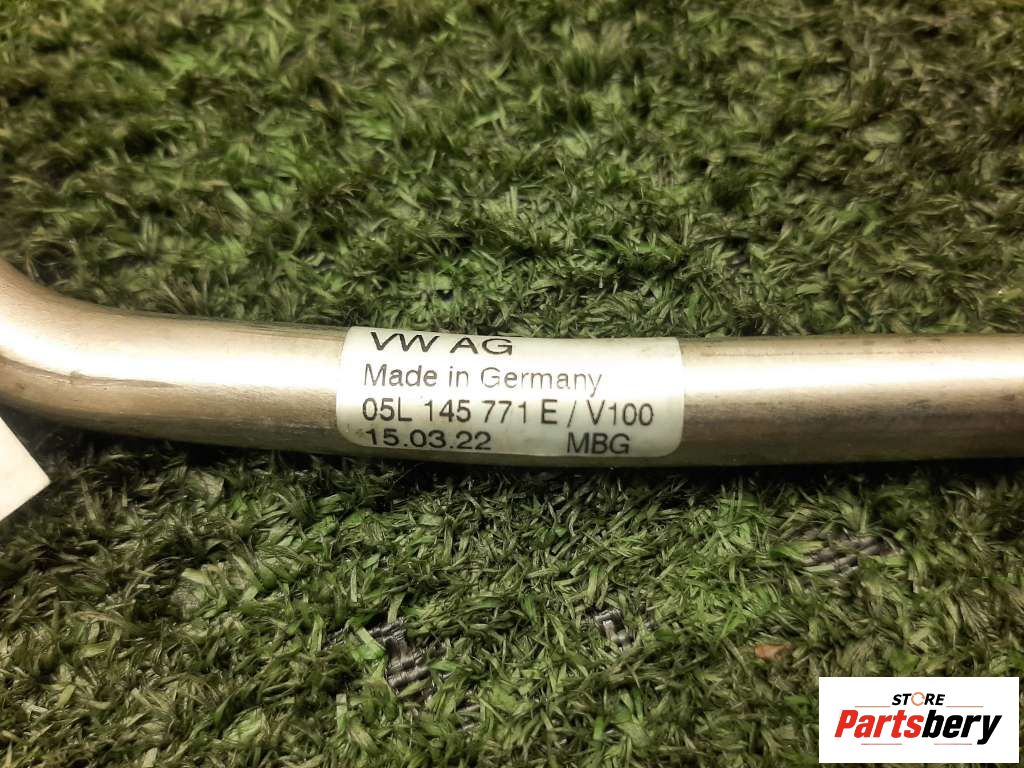 VW AG
Made in Germany
05L 145 771 E / V100
15.03.22 MBG
STORE
Partsbery